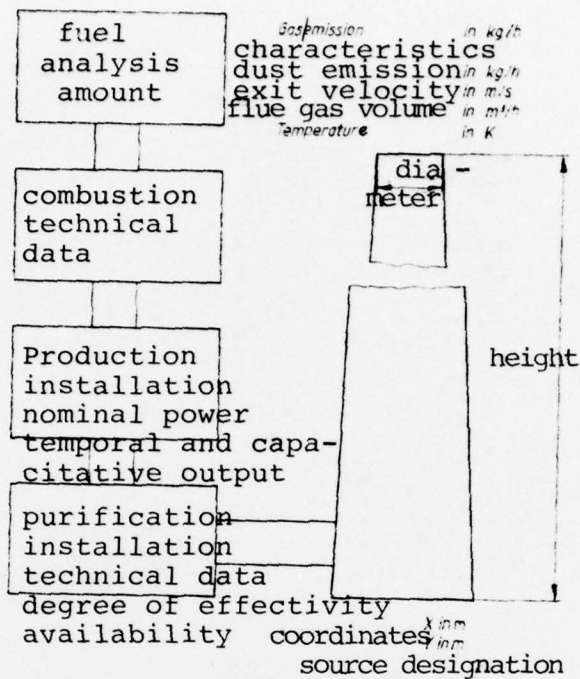 fuel
analysis
amount
Gas emission in kg/h
characteristics
dust emission in kg/h
exit velocity in m/s
flue gas volume in m³/h
Temperature in K
combustion
technical
data
dia -
meter
height
Production
installation
nominal power
temporal and capa-
citative output
purification
installation
technical data
degree of effectivity
availability
coordinates X in m
Y in m
source designation